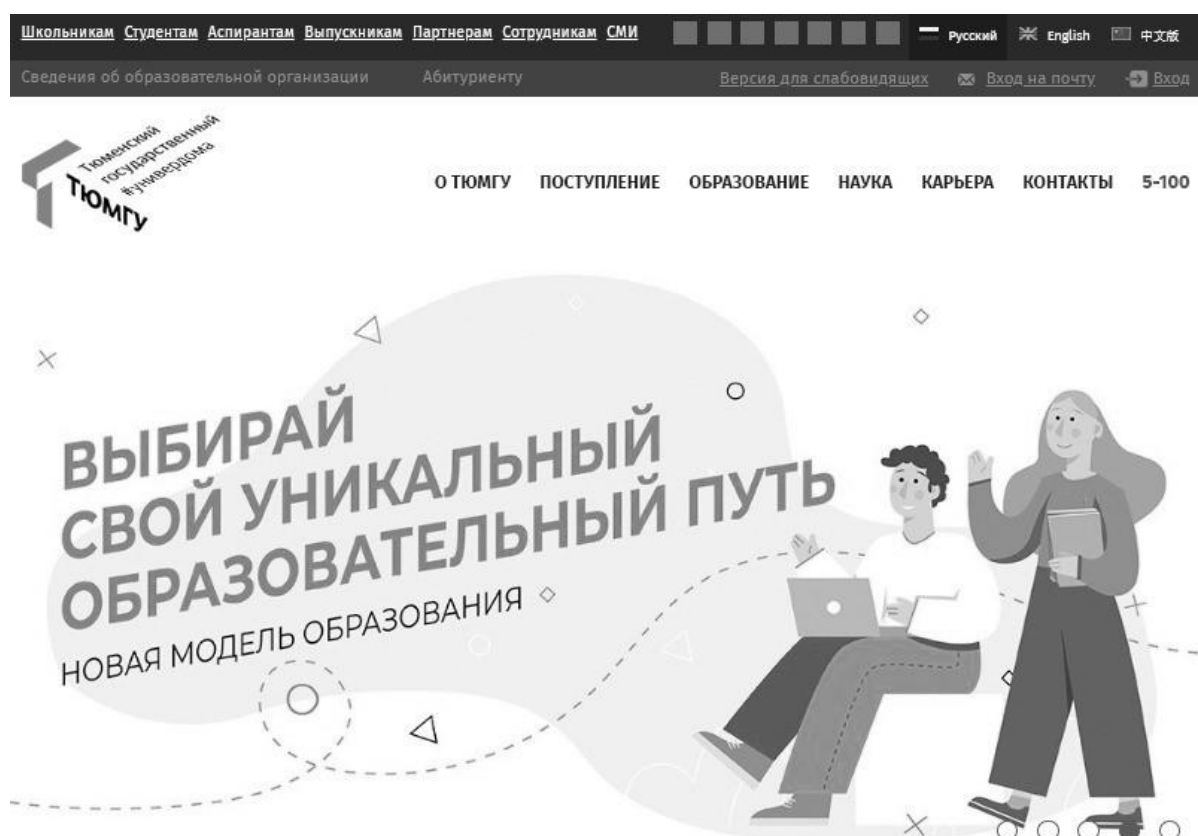 Школьникам Студентам Аспирантам Выпускникам Партнерам Сотрудникам СМИ Русский English 中文版
Сведения об образовательной организации Абитуриенту Версия для слабовидящих Вход на почту Вход
Тюменский
государственный
#универдома
ТЮМГУ
О ТЮМГУ ПОСТУПЛЕНИЕ ОБРАЗОВАНИЕ НАУКА КАРЬЕРА КОНТАКТЫ 5-100
ВЫБИРАЙ
СВОЙ УНИКАЛЬНЫЙ
ОБРАЗОВАТЕЛЬНЫЙ ПУТЬ
НОВАЯ МОДЕЛЬ ОБРАЗОВАНИЯ